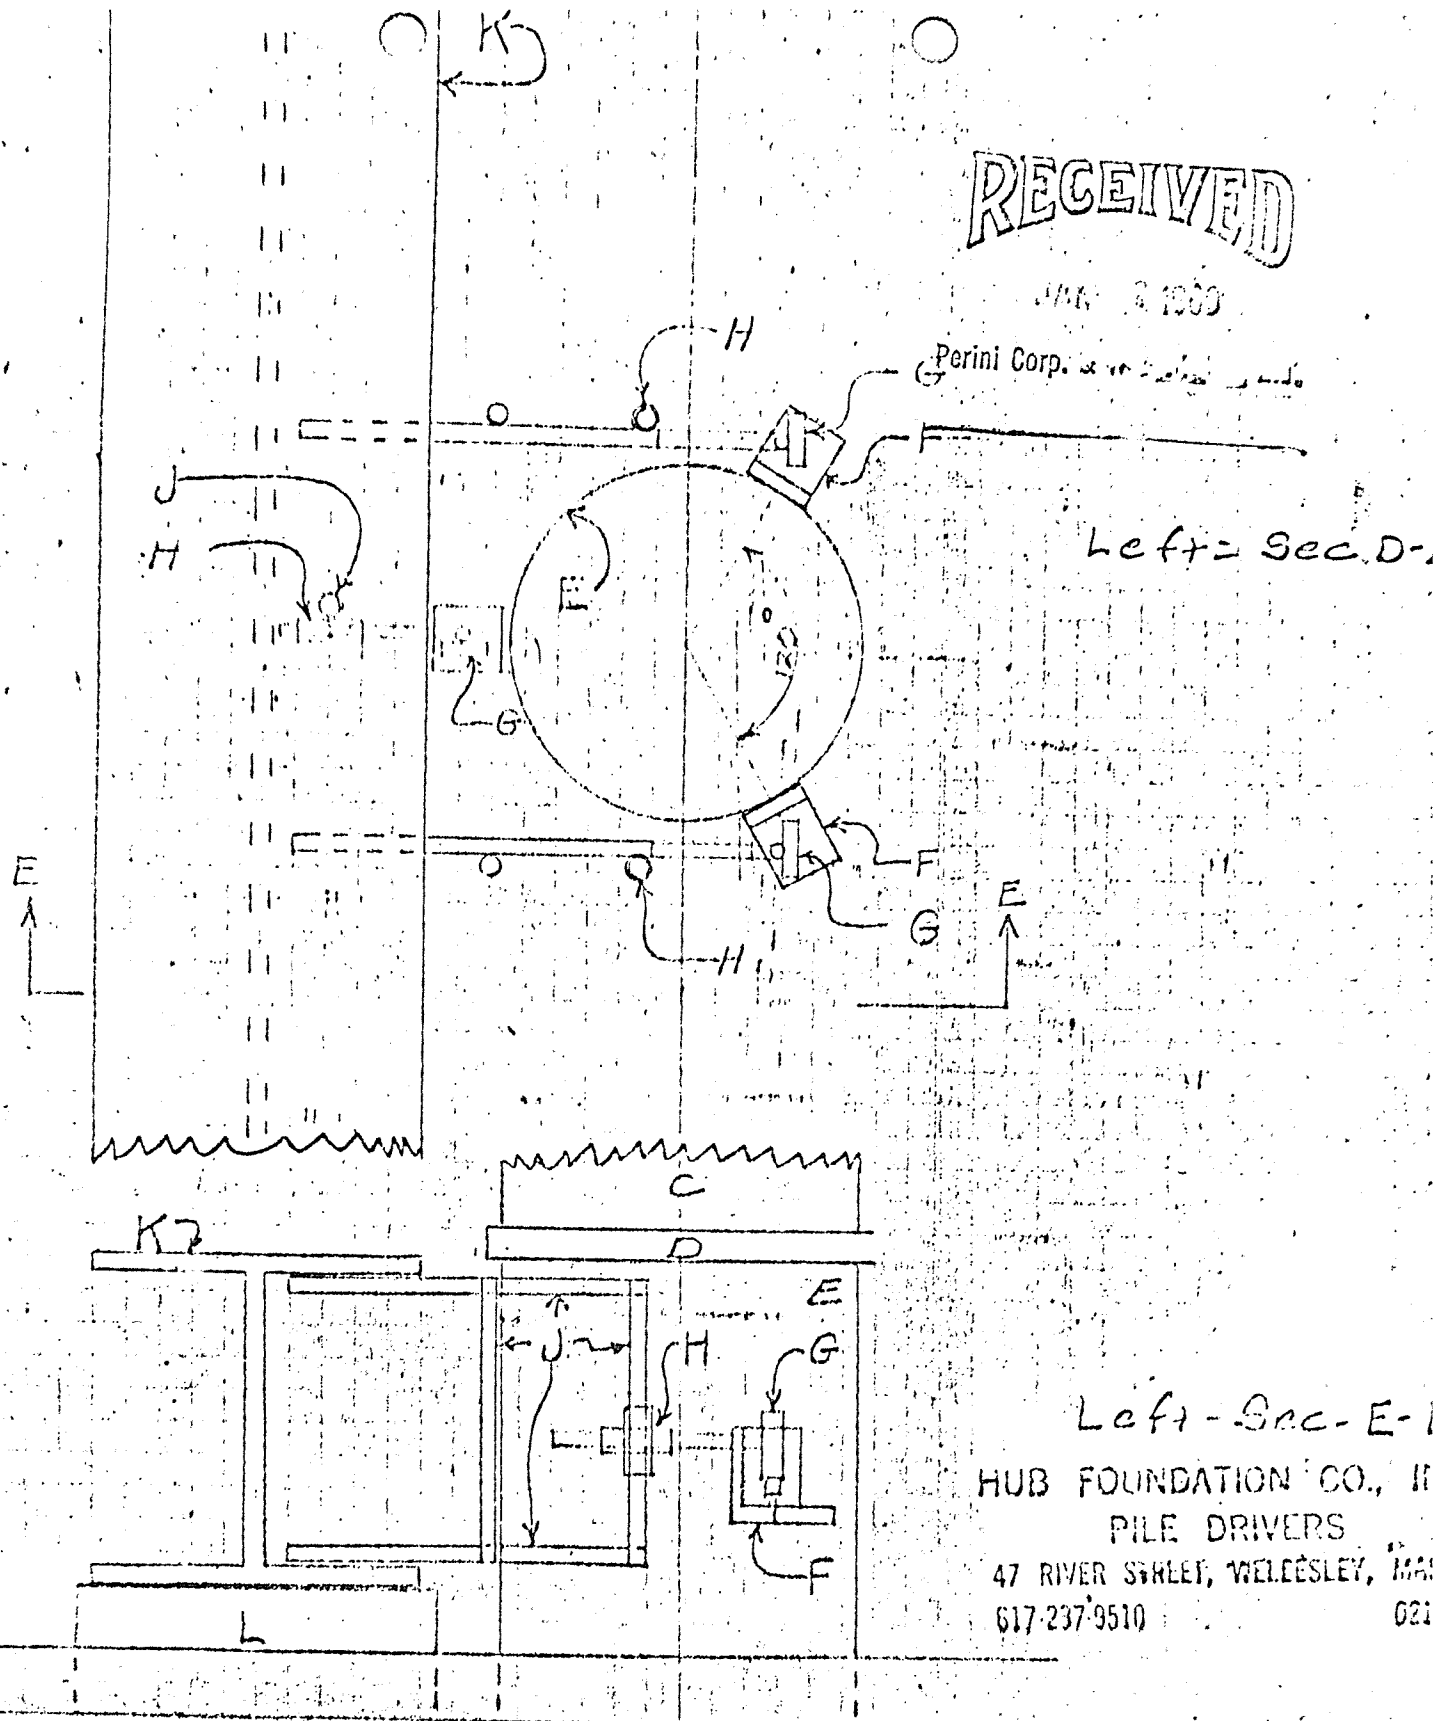 K
RECEIVED
H
Perini Corp.
G
F
J
H
Left = Sec. D-
E
120°
G
E
F
E
G
H
C
K
D
E
J
H
G
Left - Sec - E -
HUB FOUNDATION CO.,
PILE DRIVERS
F
47 RIVER STREET, WELLESLEY,
617-237-9510
L